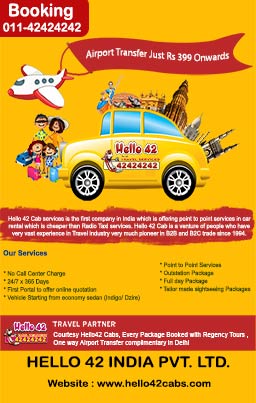 Booking
011-42424242
Airport Transfer Just Rs 399 Onwards
Hello 42
TRAVEL SERVICES
42424242
Hello 42 Cab services is the first company in India which is offering point to point services in car
rental which is cheaper than Radio Taxi services. Hello 42 Cab is a venture of people who have
very vast experience in Travel Industry very much pioneer in B2B and B2C trade since 1994.
Our Services
* No Call Center Charge
* 24/7 x 365 Days
* First Portal to offer online quotation
* Vehicle Starting from economy sedan (Indigo/ Dzire)
* Point to Point Services
* Outstation Package
* Full day Package
* Tailor made sightseeing Packages
Hello 42
42424242
TRAVEL PARTNER
Courtesy Hello42 Cabs, Every Package Booked with Regency Tours ,
One way Airport Transfer complimentary in Delhi
HELLO 42 INDIA PVT. LTD.
Website : www.hello42cabs.com